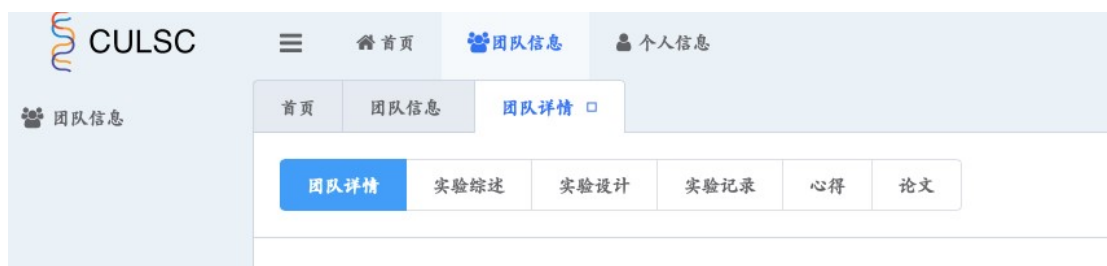 CULSC
首页 团队信息 个人信息
团队信息
首页 团队信息 团队详情
团队详情 实验综述 实验设计 实验记录 心得 论文